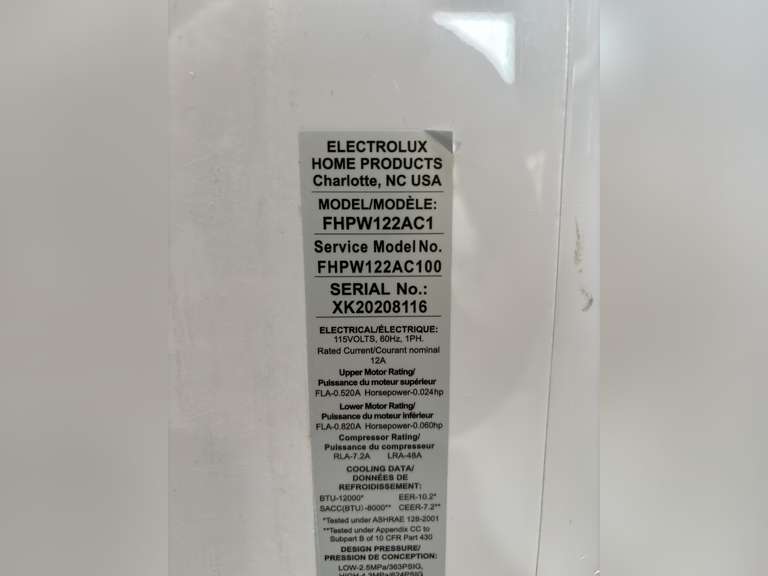 ELECTROLUX
HOME PRODUCTS
Charlotte, NC USA
MODEL/MODÈLE:
FHPW122AC1
Service Model No.
FHPW122AC100
SERIAL No.:
XK20208116
ELECTRICAL/ÉLECTRIQUE:
115VOLTS, 60Hz, 1PH.
Rated Current/Courant nominal
12A
Upper Motor Rating/
Puissance du moteur supérieur
FLA-0.520A Horsepower-0.024hp
Lower Motor Rating/
Puissance du moteur inférieur
FLA-0.820A Horsepower-0.060hp
Compressor Rating/
Puissance du compresseur
RLA-7.2A LRA-48A
COOLING DATA/
DONNÉES DE
REFROIDISSEMENT:
BTU-12000* EER-10.2*
SACC(BTU)-8000** CEER-7.2**
*Tested under ASHRAE 128-2001
**Tested under Appendix CC to
Subpart B of 10 CFR Part 430
DESIGN PRESSURE/
PRESSION DE CONCEPTION:
LOW-2.5MPa/363PSIG,
HIGH-4.3MPa/624PSIG